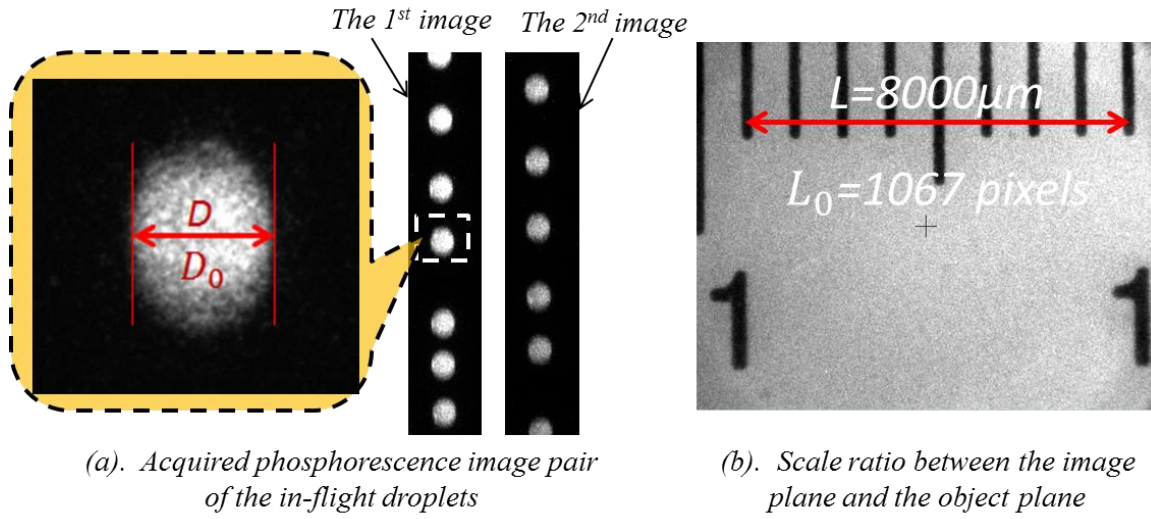 The 1st image
The 2nd image
D
D₀
L=8000μm
L₀=1067 pixels
1
1
(a). Acquired phosphorescence image pair
of the in-flight droplets
(b). Scale ratio between the image
plane and the object plane